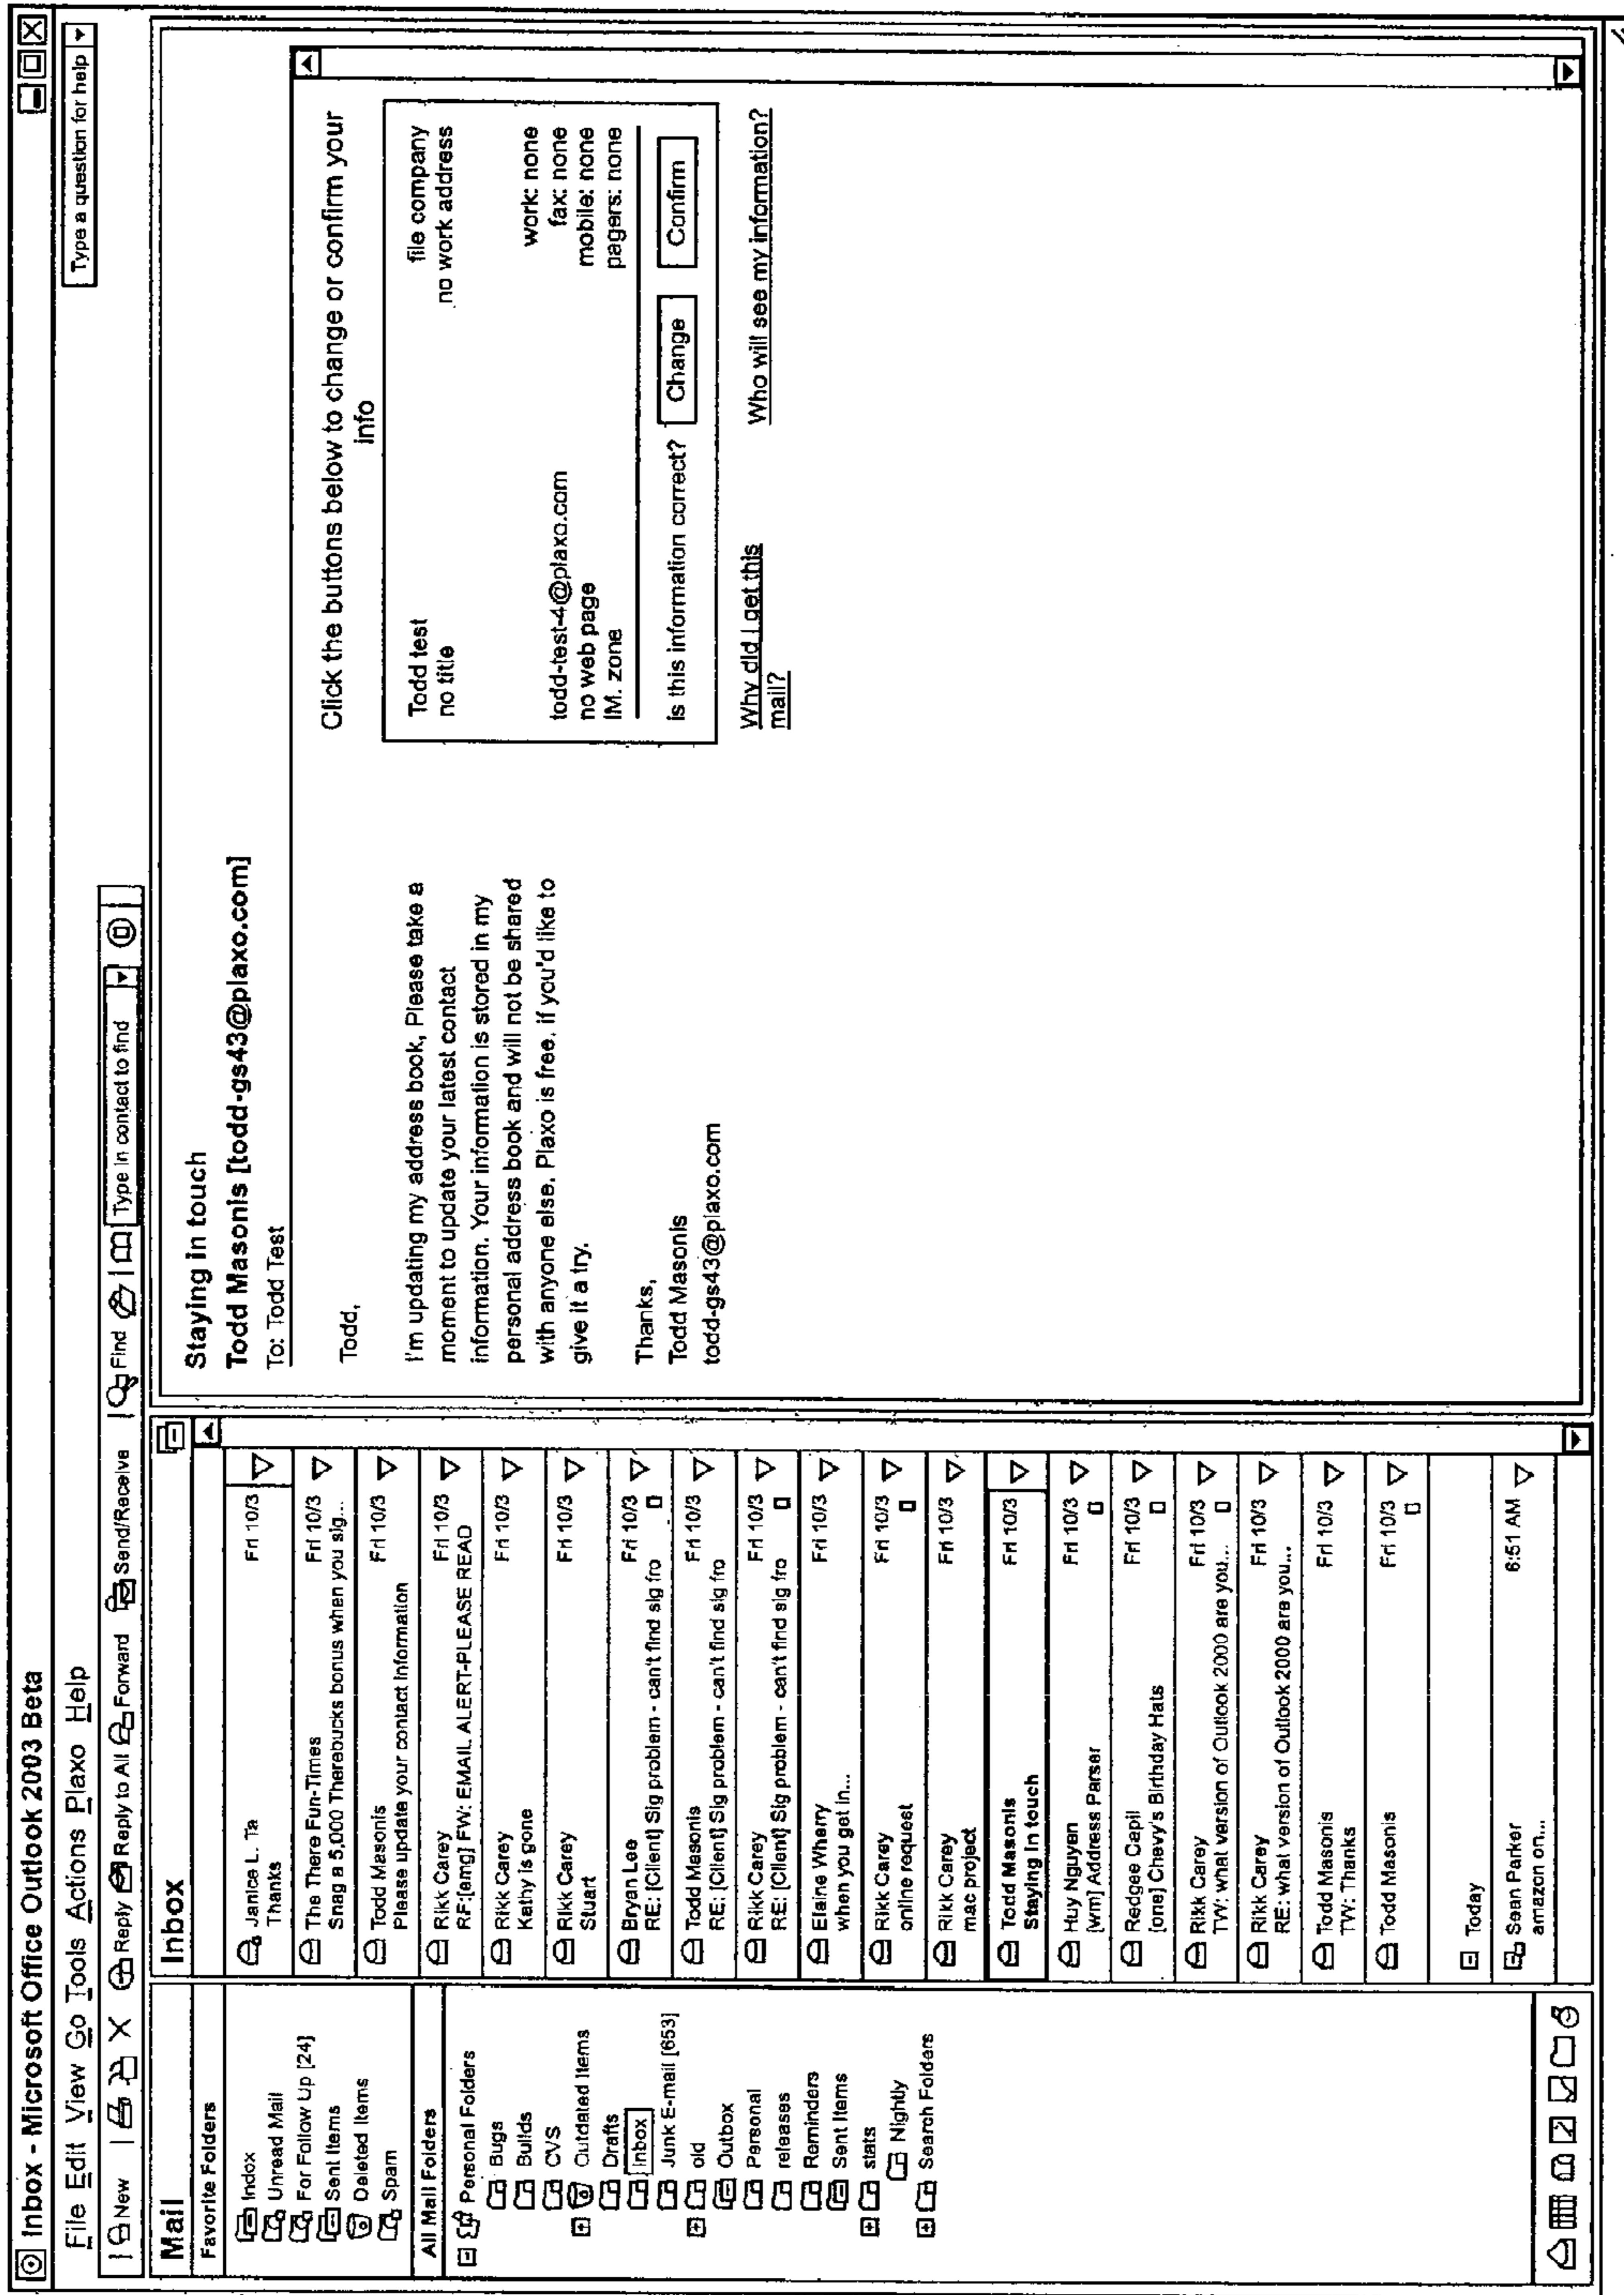 Inbox - Microsoft Office Outlook 2003 Beta
File Edit View Go Tools Actions Plaxo Help
Type a question for help
New Reply Reply to All Forward Send/Receive Find Type in contact to find
Mail
Favorite Folders
Indox
Unread Mail
For Follow Up [24]
Sent Items
Deleted Items
Spam
All Mail Folders
Personal Folders
Bugs
Builds
CVS
Outdated Items
Drafts
Inbox
Junk E-mail [653]
old
Outbox
Personal
releases
Reminders
Sent Items
stats
Nightly
Search Folders
Inbox
Janice L. Ta Fri 10/3
Thanks
The There Fun-Times Fri 10/3
Snag a 5,000 Therebucks bonus when you sig...
Todd Masonis Fri 10/3
Please update your contact information
Rikk Carey Fri 10/3
RF:[eng] FW: EMAIL ALERT-PLEASE READ
Rikk Carey Fri 10/3
Kathy is gone
Rikk Carey Fri 10/3
Stuart
Bryan Lee Fri 10/3
RE: [Client] Sig problem - can't find sig fro
Todd Masonis Fri 10/3
RE: [Client] Sig problem - can't find sig fro
Rikk Carey Fri 10/3
RE: [Client] Sig problem - can't find sig fro
Elaine Wherry Fri 10/3
when you get in...
Rikk Carey Fri 10/3
online request
Rikk Carey Fri 10/3
mac project
Todd Masonis Fri 10/3
Staying in touch
Huy Nguyen Fri 10/3
[wm] Address Parser
Redgee Capil Fri 10/3
[one] Chevy's Birthday Hats
Rikk Carey Fri 10/3
TW: what version of Outlook 2000 are you...
Rikk Carey Fri 10/3
RE: what version of Outlook 2000 are you...
Todd Masonis Fri 10/3
TW: Thanks
Todd Masonis Fri 10/3
Today
Sean Parker 6:51 AM
amazon on...
Staying in touch
Todd Masonis [todd-gs43@plaxo.com]
To: Todd Test
Todd,
I'm updating my address book, Please take a
moment to update your latest contact
information. Your information is stored in my
personal address book and will not be shared
with anyone else. Plaxo is free, if you'd like to
give it a try.
Thanks,
Todd Masonis
todd-gs43@plaxo.com
Click the buttons below to change or confirm your
info
Todd test file company
no title no work address
work: none
todd-test-4@plaxo.com fax: none
no web page mobile: none
IM. zone pagers: none
is this information correct? Change Confirm
Why did I get this
mail?
Who will see my information?